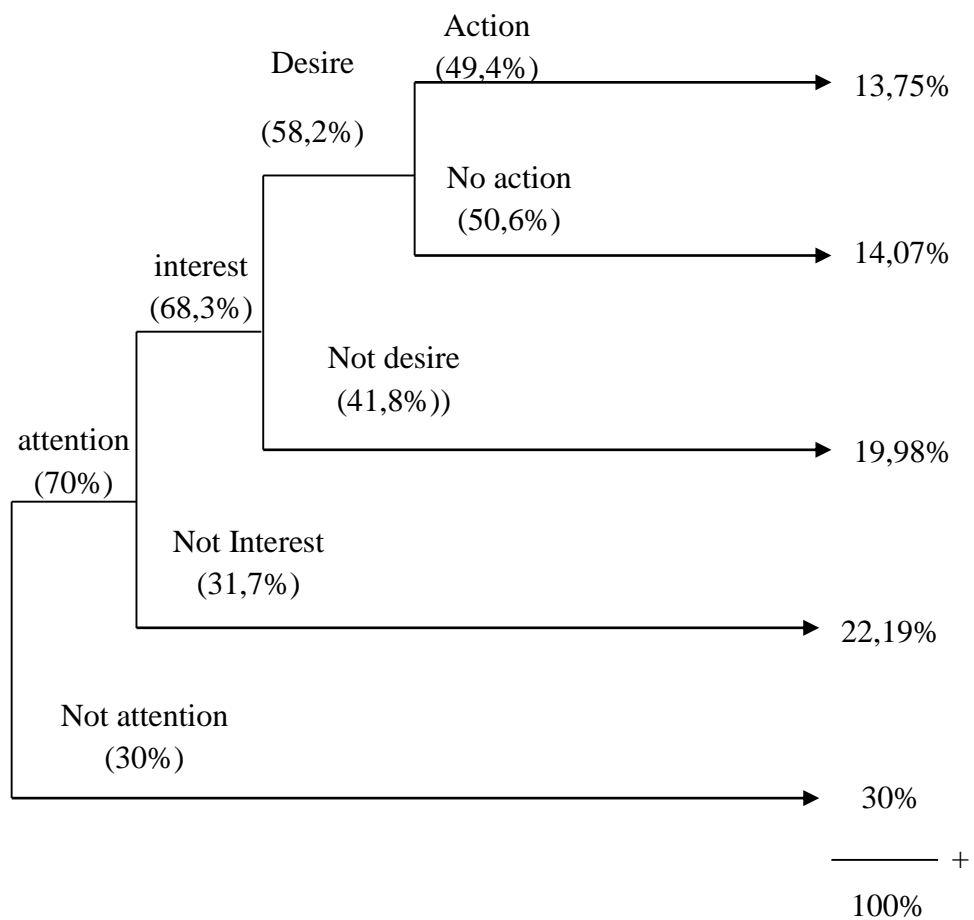 Action
(49,4%)
Desire
(58,2%)
13,75%
No action
(50,6%)
14,07%
interest
(68,3%)
Not desire
(41,8%))
19,98%
attention
(70%)
Not Interest
(31,7%)
22,19%
Not attention
(30%)
30%
+
100%